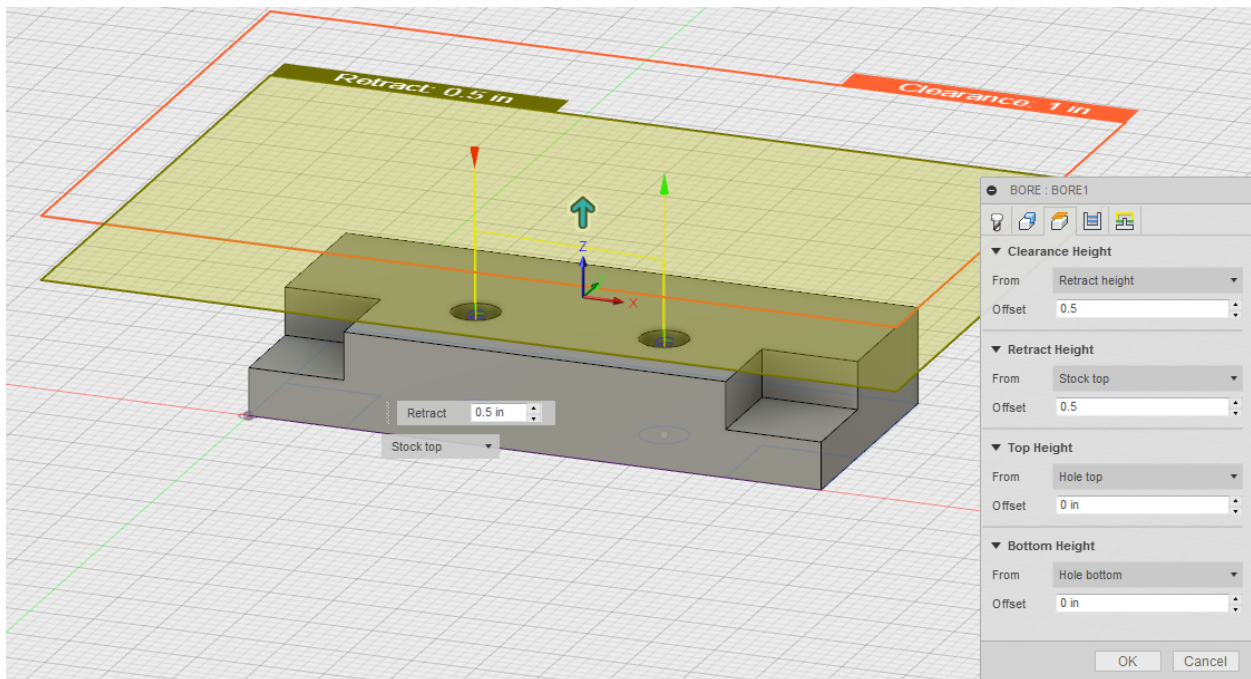 Retract: 0.5 in
Clearance: 1 in
Z
X
Retract 0.5 in
Stock top
BORE : BORE1
Clearance Height
From Retract height
Offset 0.5
Retract Height
From Stock top
Offset 0.5
Top Height
From Hole top
Offset 0 in
Bottom Height
From Hole bottom
Offset 0 in
OK Cancel